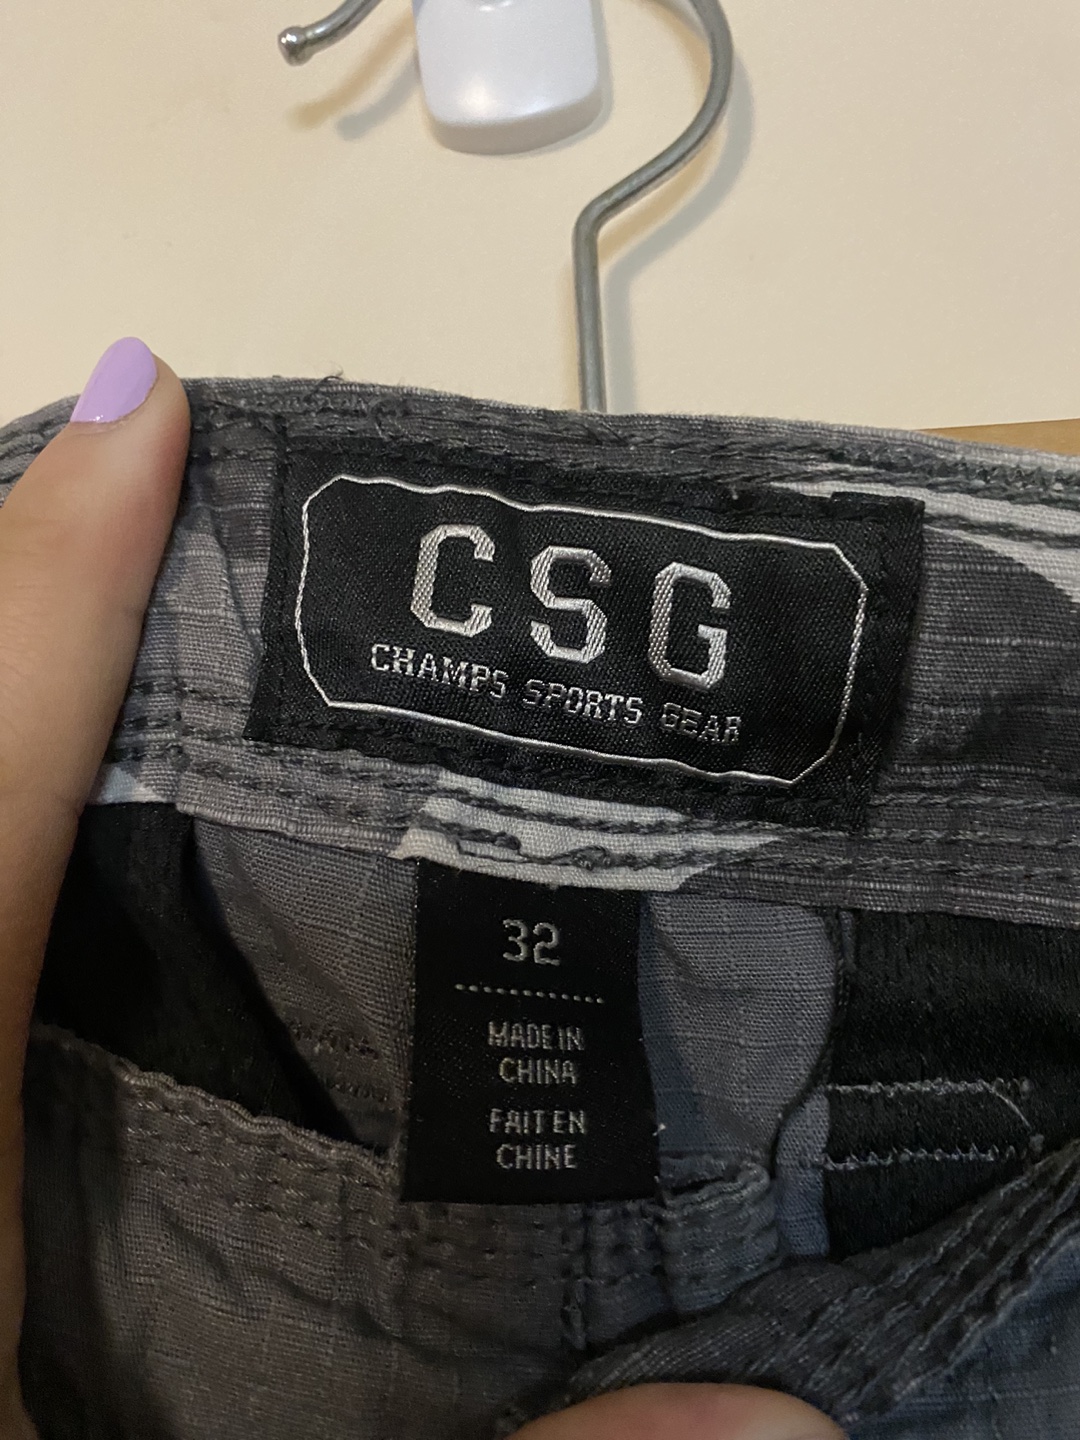 CSG
CHAMPS SPORTS GEAR
32
MADE IN
CHINA
FAIT EN
CHINE